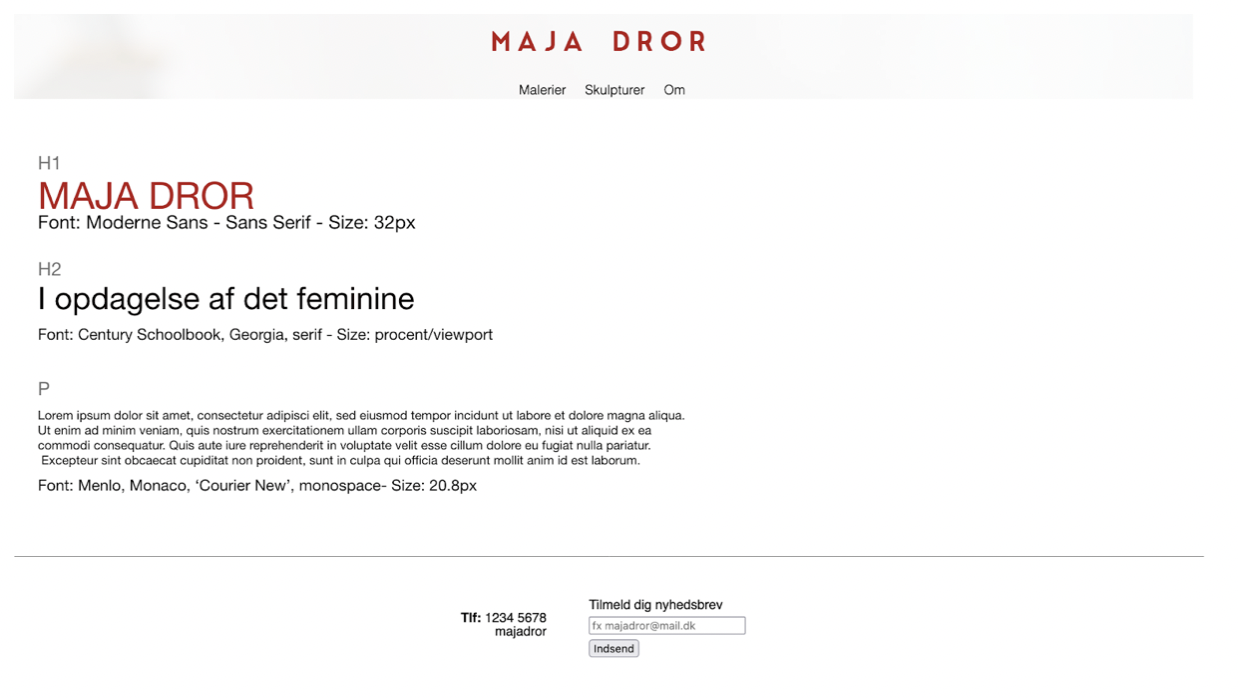 MAJA DROR
Malerier Skulpturer Om
H1
MAJA DROR
Font: Moderne Sans - Sans Serif - Size: 32px
H2
I opdagelse af det feminine
Font: Century Schoolbook, Georgia, serif - Size: procent/viewport
P
Lorem ipsum dolor sit amet, consectetur adipisci elit, sed eiusmod tempor incidunt ut labore et dolore magna aliqua.
Ut enim ad minim veniam, quis nostrum exercitationem ullam corporis suscipit laboriosam, nisi ut aliquid ex ea
commodi consequatur. Quis aute iure reprehenderit in voluptate velit esse cillum dolore eu fugiat nulla pariatur.
Excepteur sint obcaecat cupiditat non proident, sunt in culpa qui officia deserunt mollit anim id est laborum.
Font: Menlo, Monaco, ‘Courier New’, monospace- Size: 20.8px
Tlf: 1234 5678
majadror
Tilmeld dig nyhedsbrev
fx majadror@mail.dk
Indsend